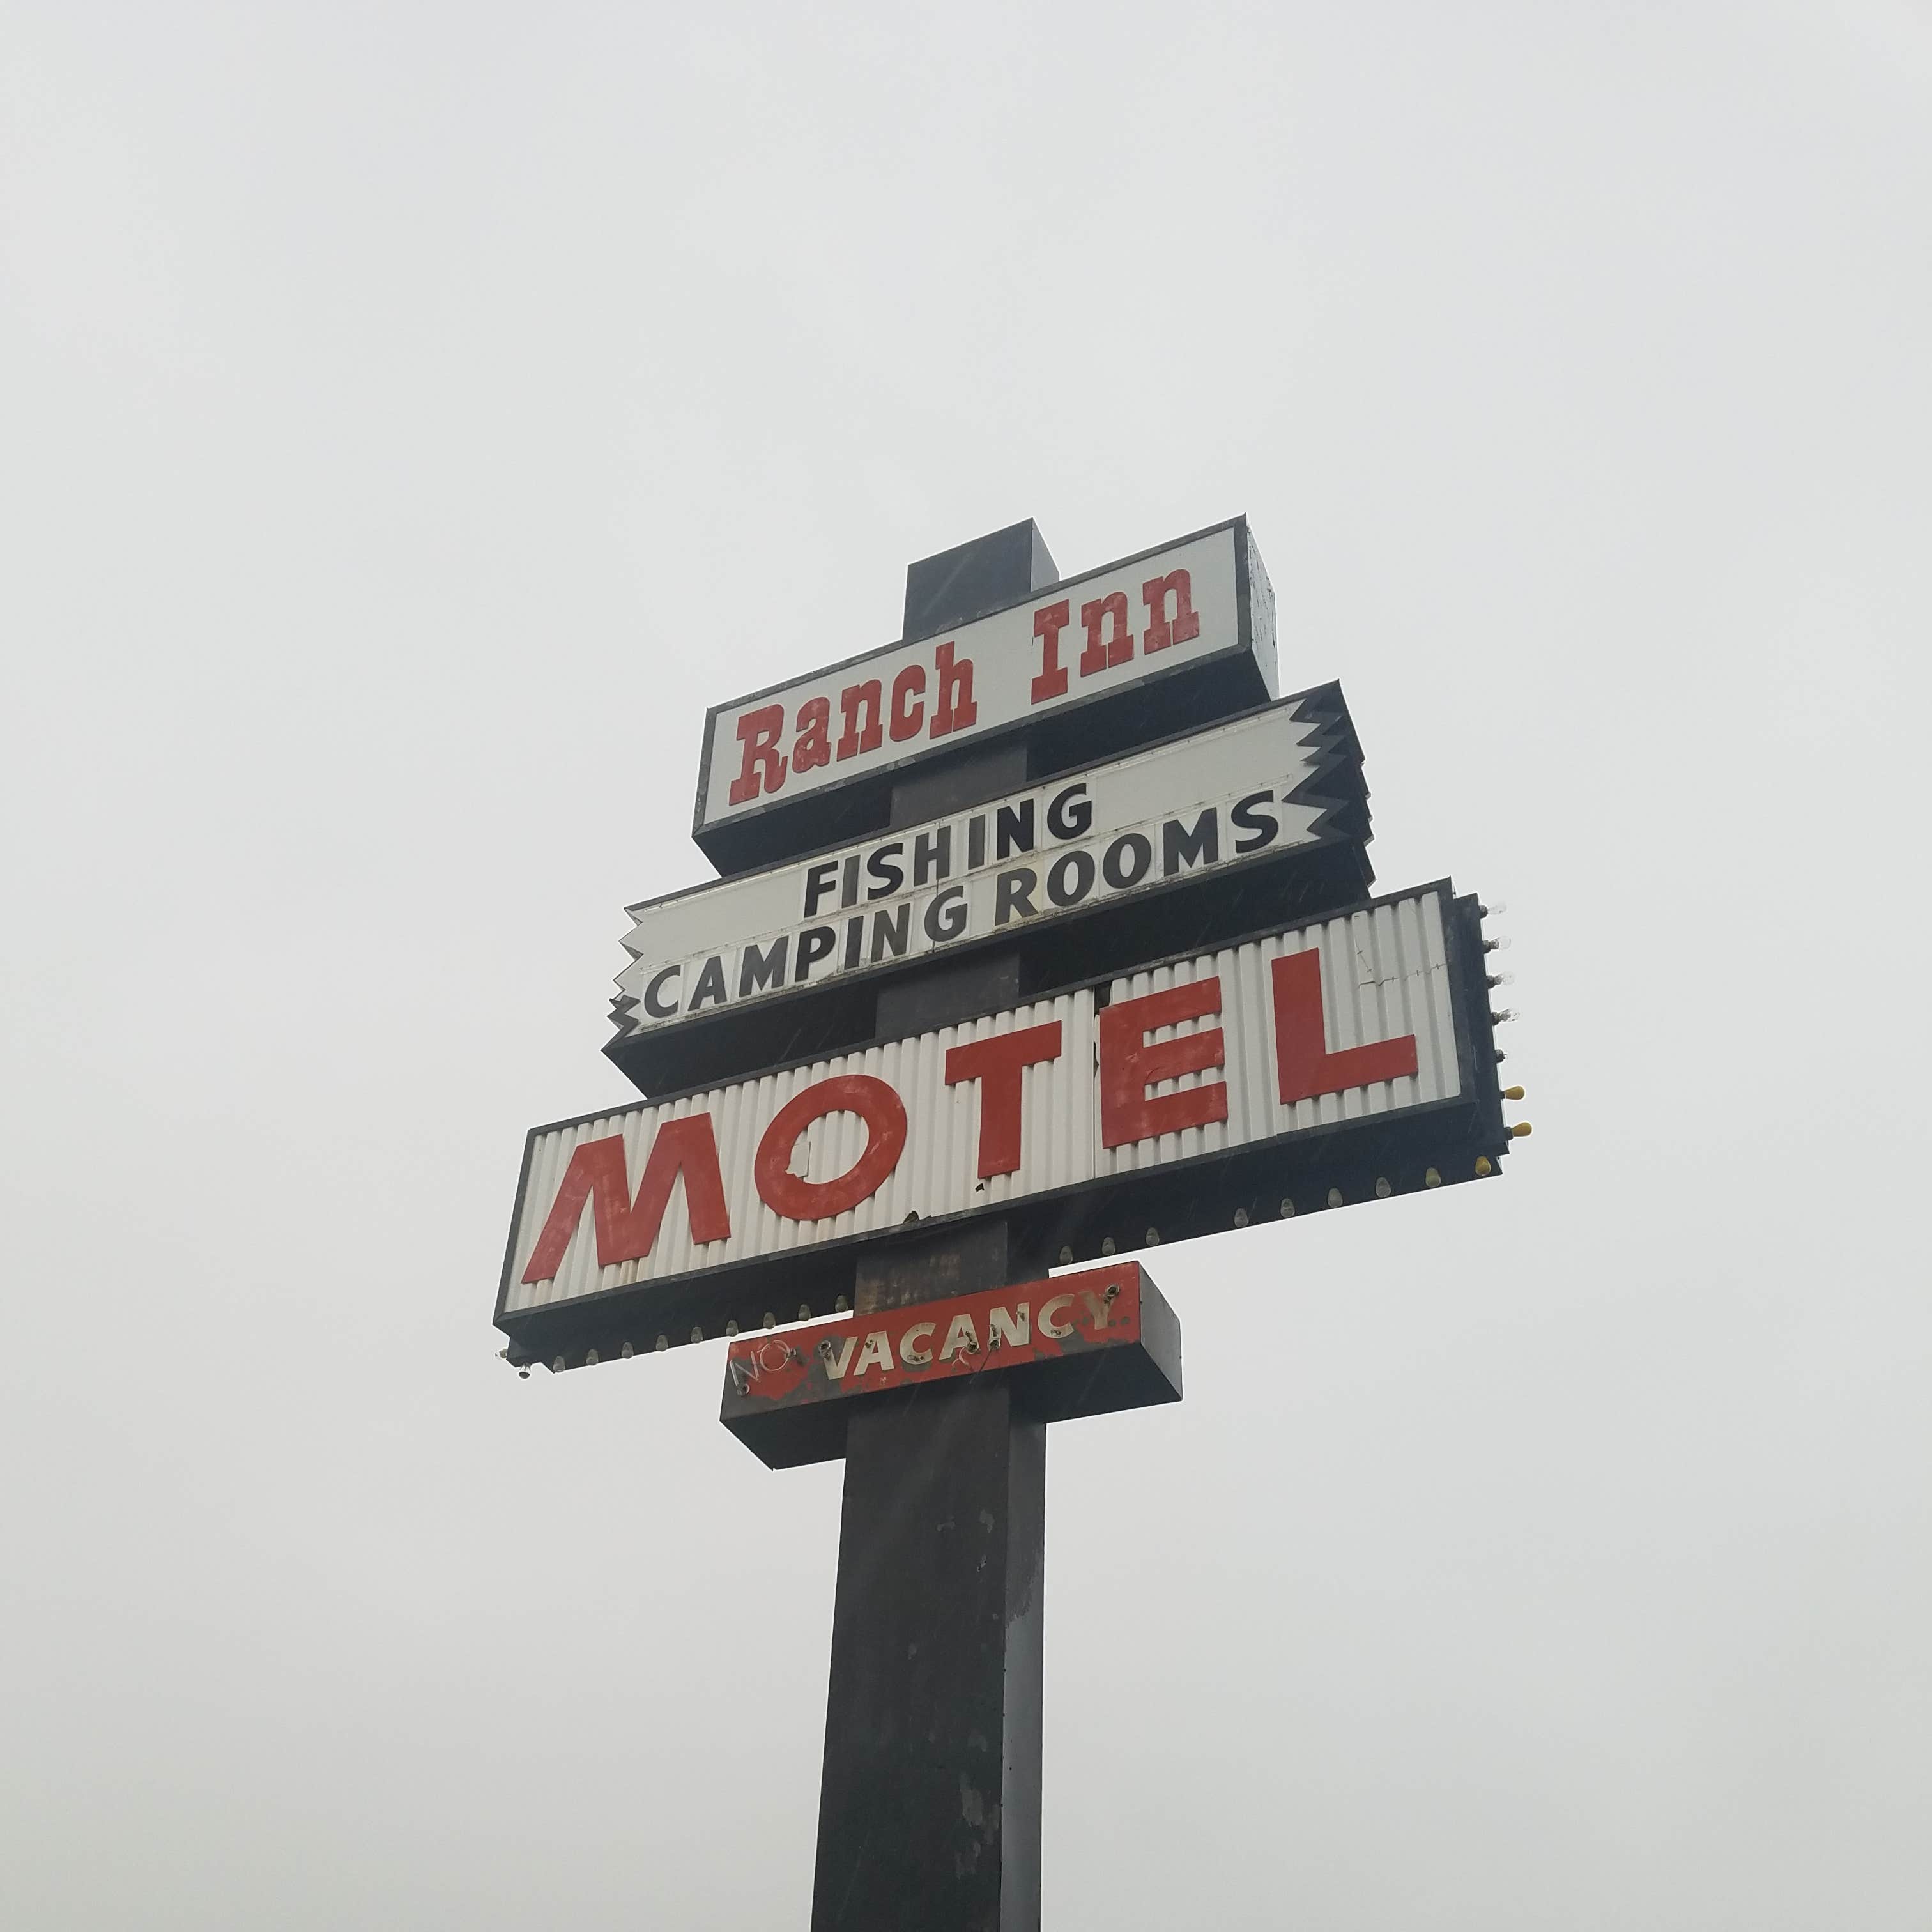 Ranch Inn
FISHING
CAMPING ROOMS
MOTEL
NO VACANCY